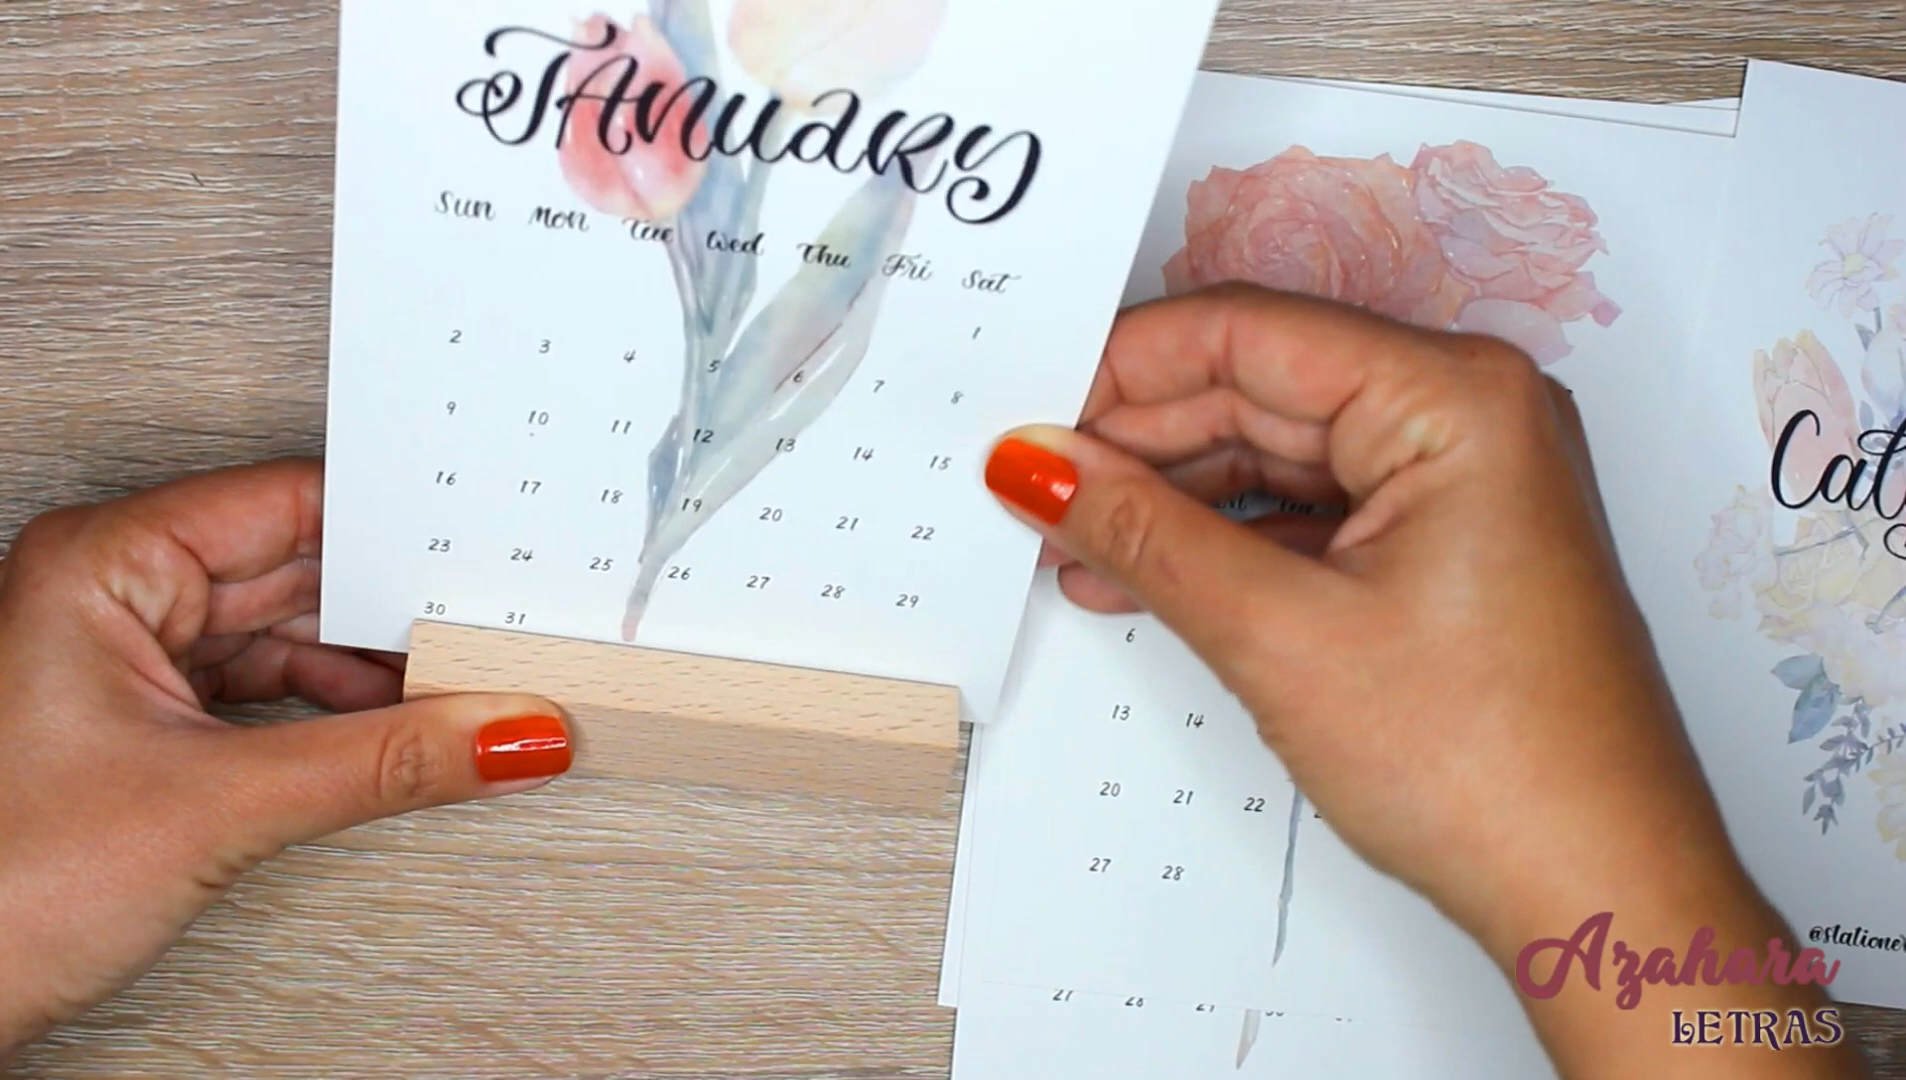 January
Sun Mon Tue Wed Thu Fri Sat
1
2 3 4 5 6 7 8
9 10 11 12 13 14 15
16 17 18 19 20 21 22
23 24 25 26 27 28 29
30 31
6
13 14
20 21 22
27 28
Azahara
LETRAS